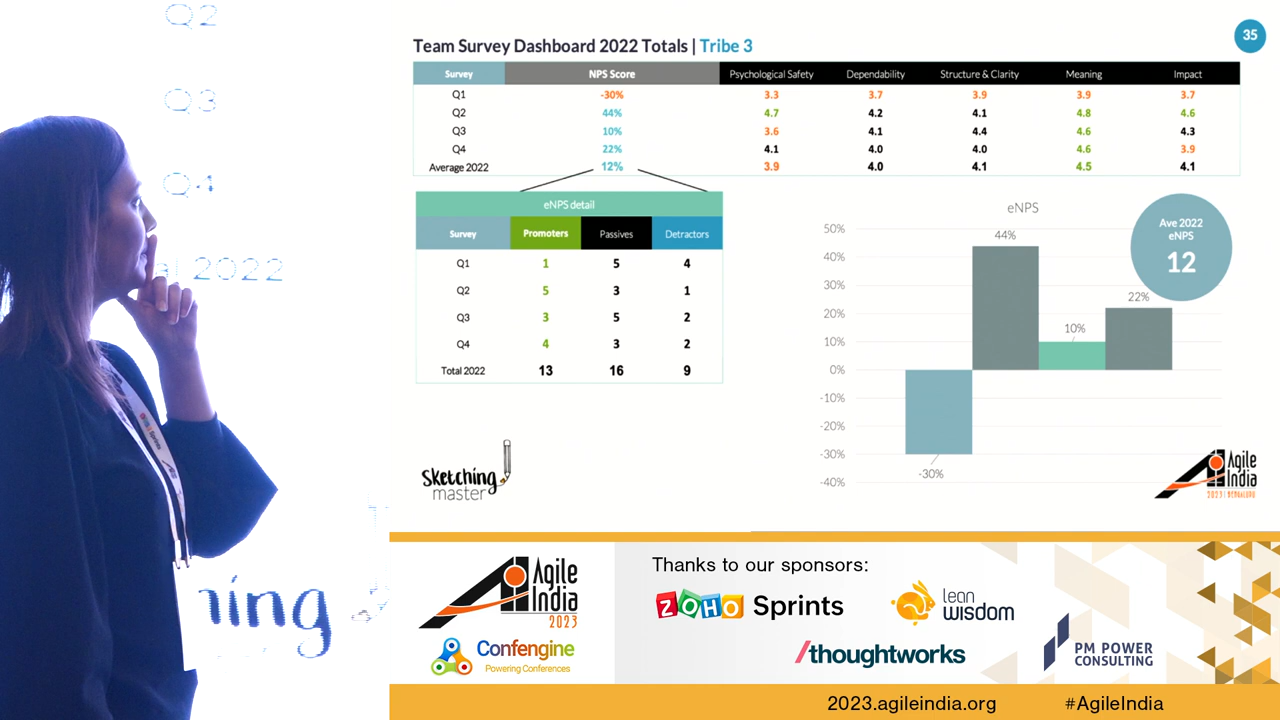 Q2
Q3
Q4
al 2022
ning
35
Team Survey Dashboard 2022 Totals | Tribe 3
Survey NPS Score Psychological Safety Dependability Structure & Clarity Meaning Impact
Q1 -30% 3.3 3.7 3.9 3.9 3.7
Q2 44% 4.7 4.2 4.1 4.8 4.6
Q3 10% 3.6 4.1 4.4 4.6 4.3
Q4 22% 4.1 4.0 4.0 4.6 3.9
Average 2022 12% 3.9 4.0 4.1 4.5 4.1
eNPS detail
Survey Promoters Passives Detractors
Q1 1 5 4
Q2 5 3 1
Q3 3 5 2
Q4 4 3 2
Total 2022 13 16 9
eNPS
Ave 2022
eNPS
12
50%
40%
30%
20%
10%
0%
-10%
-20%
-30%
-40%
44%
22%
10%
-30%
Sketching
master
Agile
India
2023 | BENGALURU
Agile
India
2023
Confengine
Powering Conferences
Thanks to our sponsors:
ZOHO Sprints
lean
wisdom
/thoughtworks
PM POWER
CONSULTING
2023.agileindia.org #AgileIndia